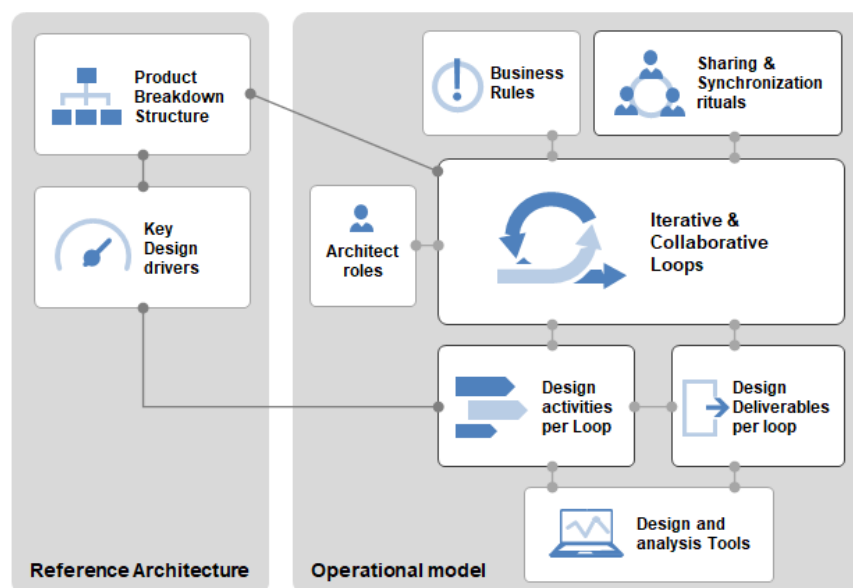 Product
Breakdown
Structure
Key
Design
drivers
Reference Architecture
Business
Rules
Sharing &
Synchronization
rituals
Architect
roles
Iterative &
Collaborative
Loops
Design
activities
per Loop
Design
Deliverables
per loop
Design and
analysis Tools
Operational model